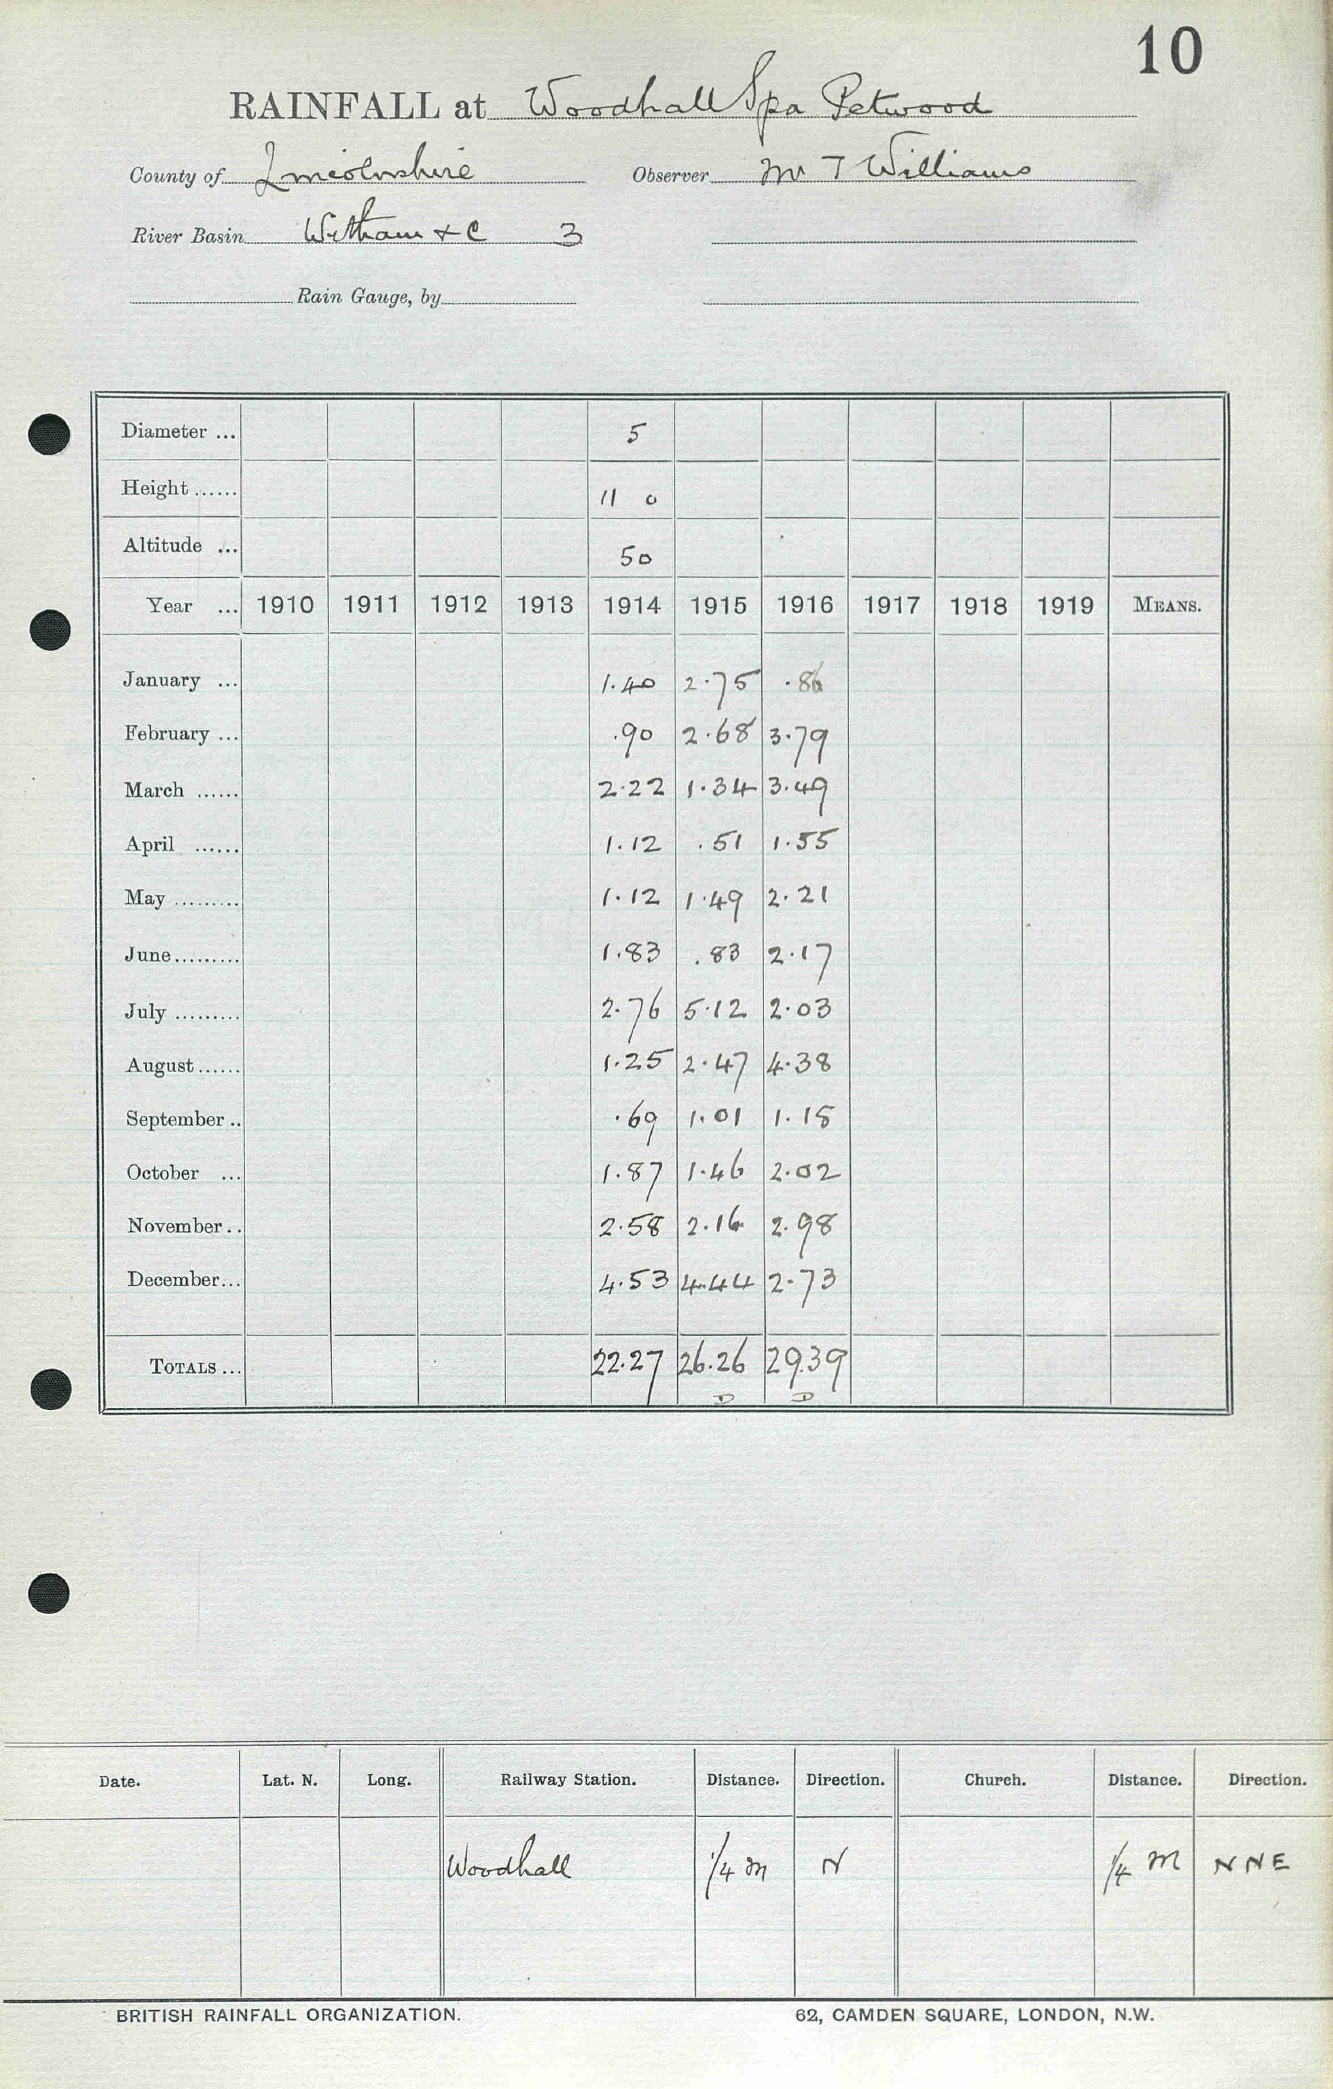 10
RAINFALL at Woodhall Spa Petwood
County of Lincolnshire Observer Mr T Williams
River Basin Witham & C 3
Rain Gauge, by
Diameter ... 5
Height ...... 11 0
Altitude ... 50
Year ... 1910 1911 1912 1913 1914 1915 1916 1917 1918 1919 MEANS.
January ... 1.40 2.75 .86
February ... .90 2.68 3.79
March ...... 2.22 1.34 3.49
April ...... 1.12 .51 1.55
May ......... 1.12 1.49 2.21
June ......... 1.83 .83 2.17
July ......... 2.76 5.12 2.03
August ...... 1.25 2.47 4.38
September .. .69 1.01 1.18
October ... 1.87 1.46 2.02
November .. 2.58 2.16 2.98
December ... 4.53 4.44 2.73
TOTALS ... 22.27 26.26 29.39
D D
Date. Lat. N. Long. Railway Station. Distance. Direction. Church. Distance. Direction.
Woodhall 1/4 m N 1/4 m NNE
BRITISH RAINFALL ORGANIZATION. 62, CAMDEN SQUARE, LONDON, N.W.